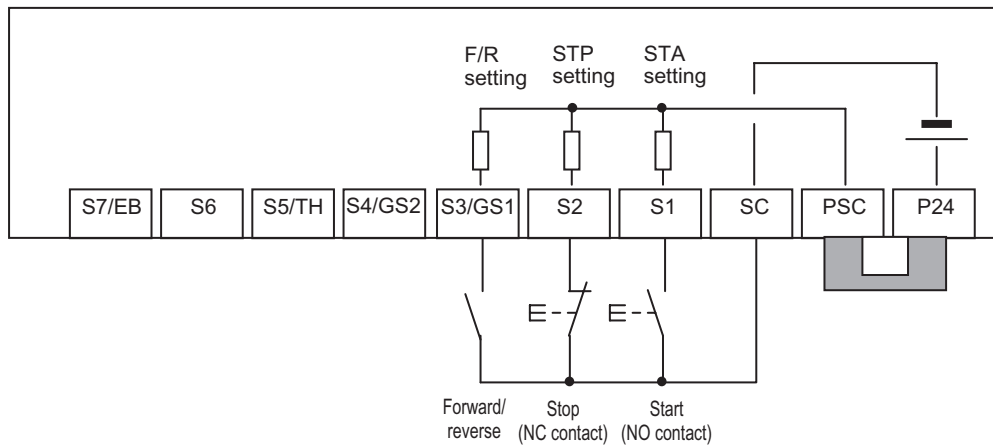 F/R STP STA
setting setting setting
S7/EB S6 S5/TH S4/GS2 S3/GS1 S2 S1 SC PSC P24
Forward/ Stop Start
reverse (NC contact) (NO contact)